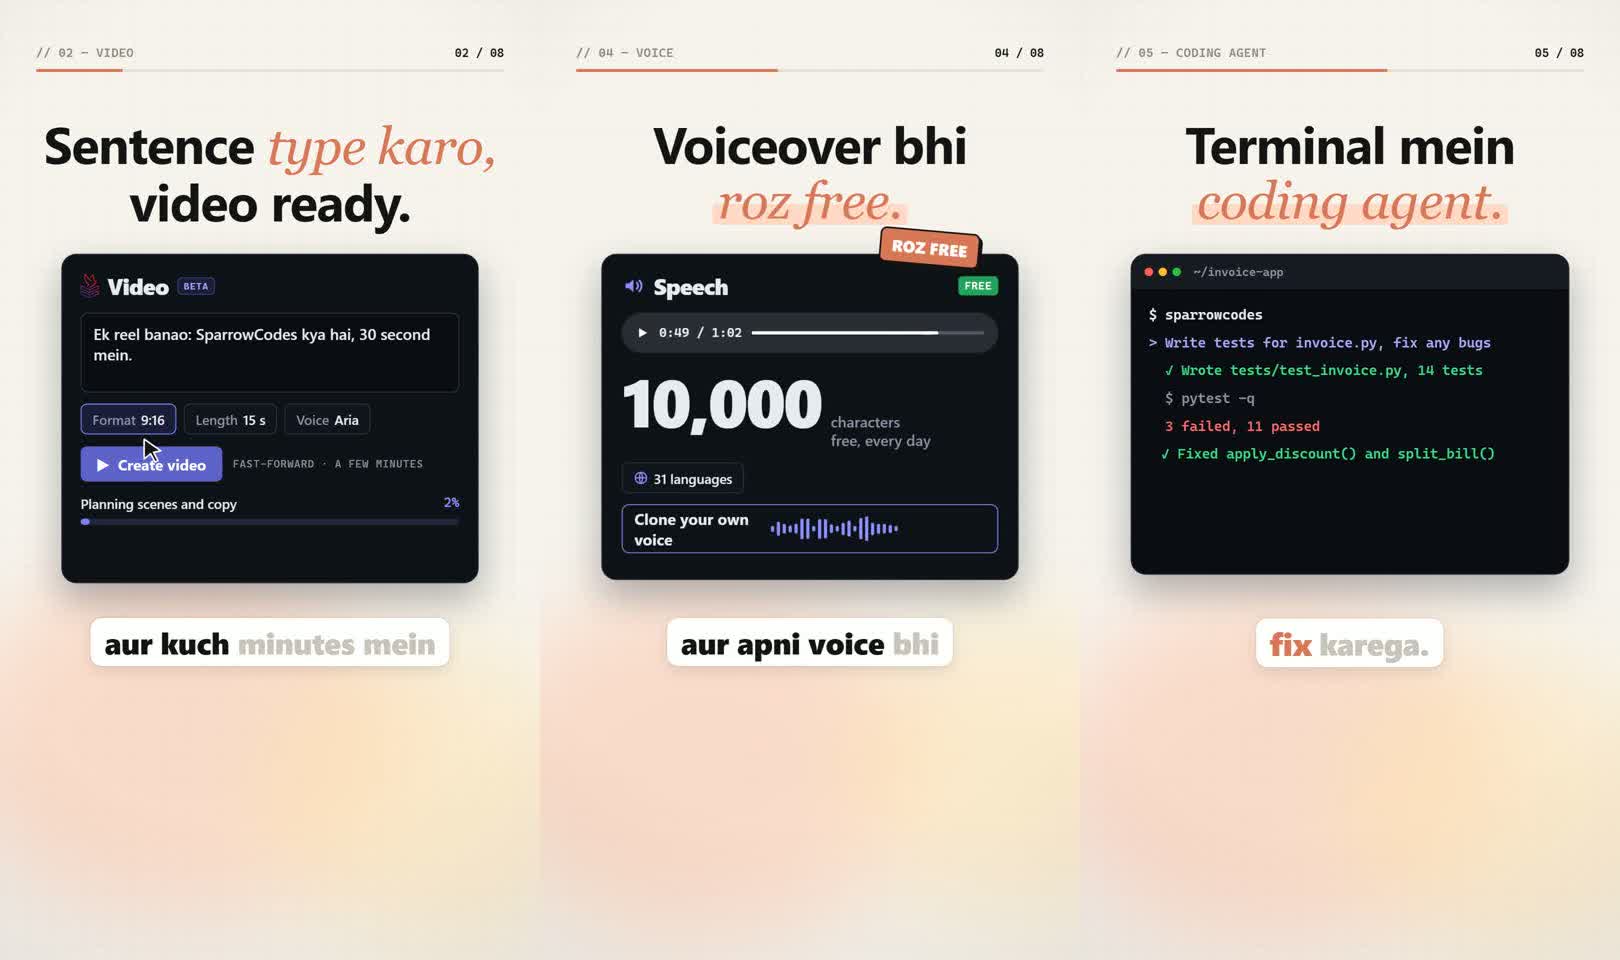 // 02 — VIDEO
02 / 08
Sentence type karo,
video ready.
Video BETA
Ek reel banao: SparrowCodes kya hai, 30 second
mein.
Format 9:16
Length 15 s
Voice Aria
▶ Create video
FAST-FORWARD · A FEW MINUTES
Planning scenes and copy
2%
aur kuch minutes mein
// 04 — VOICE
04 / 08
Voiceover bhi
roz free.
ROZ FREE
Speech
FREE
0:49 / 1:02
10,000
characters
free, every day
31 languages
Clone your own
voice
aur apni voice bhi
// 05 — CODING AGENT
05 / 08
Terminal mein
coding agent.
~/invoice-app
$ sparrowcodes
> Write tests for invoice.py, fix any bugs
✓ Wrote tests/test_invoice.py, 14 tests
$ pytest -q
3 failed, 11 passed
✓ Fixed apply_discount() and split_bill()
fix karega.